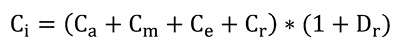 Cᵢ = (Cₐ + Cₘ + Cₑ + Cᵣ) * (1 + Dᵣ)